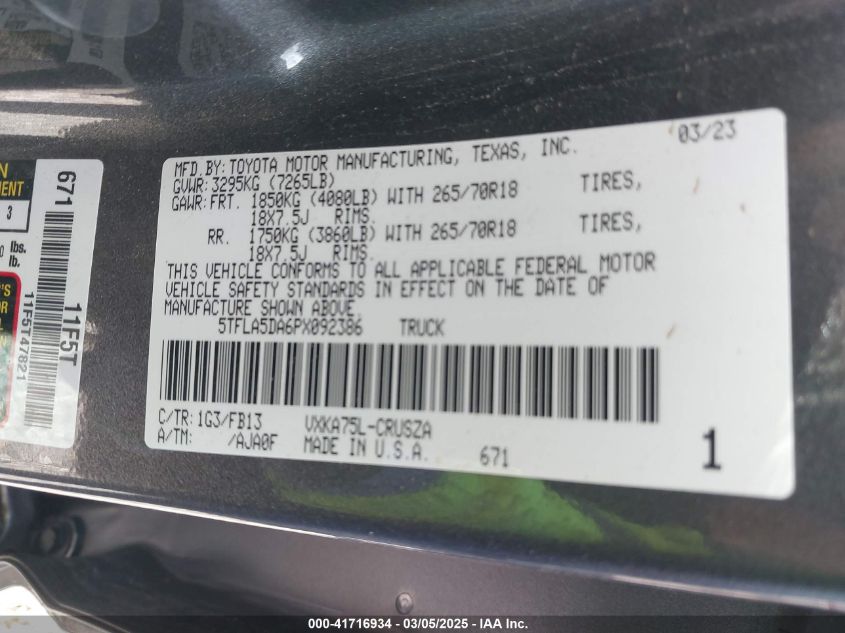 MFD.BY:TOYOTA MOTOR MANUFACTURING, TEXAS, INC. 03/23
GVWR:3295KG (7265LB)
GAWR:FRT. 1850KG (4080LB) WITH 265/70R18 TIRES,
18X7.5J RIMS.
RR. 1750KG (3860LB) WITH 265/70R18 TIRES,
18X7.5J RIMS.
THIS VEHICLE CONFORMS TO ALL APPLICABLE FEDERAL MOTOR
VEHICLE SAFETY STANDARDS IN EFFECT ON THE DATE OF
MANUFACTURE SHOWN ABOVE.
5TFLA5DA6PX092386 TRUCK
C/TR:1G3/FB13 VXKA75L-CRUSZA
A/TM: /AJA0F MADE IN U.S.A. 671 1
671 11F5T
11F5T47821
3
lbs.
lb.
000-41716934 - 03/05/2025 - IAA Inc.